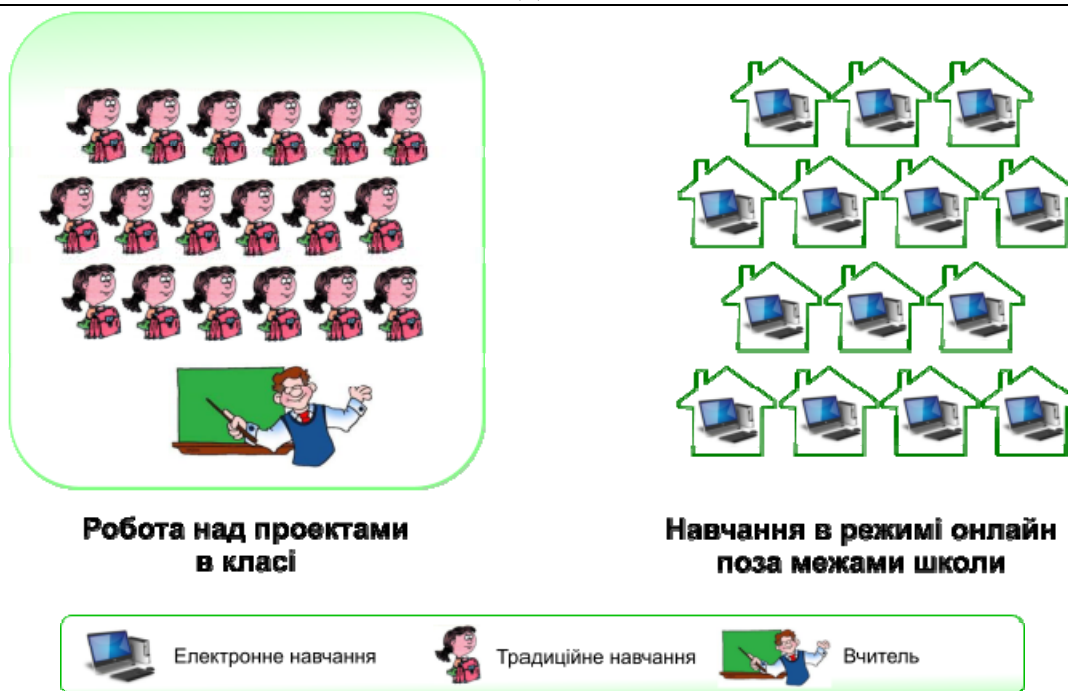 Робота над проектами
в класі
Навчання в режимі онлайн
поза межами школи
Електронне навчання
Традиційне навчання
Вчитель